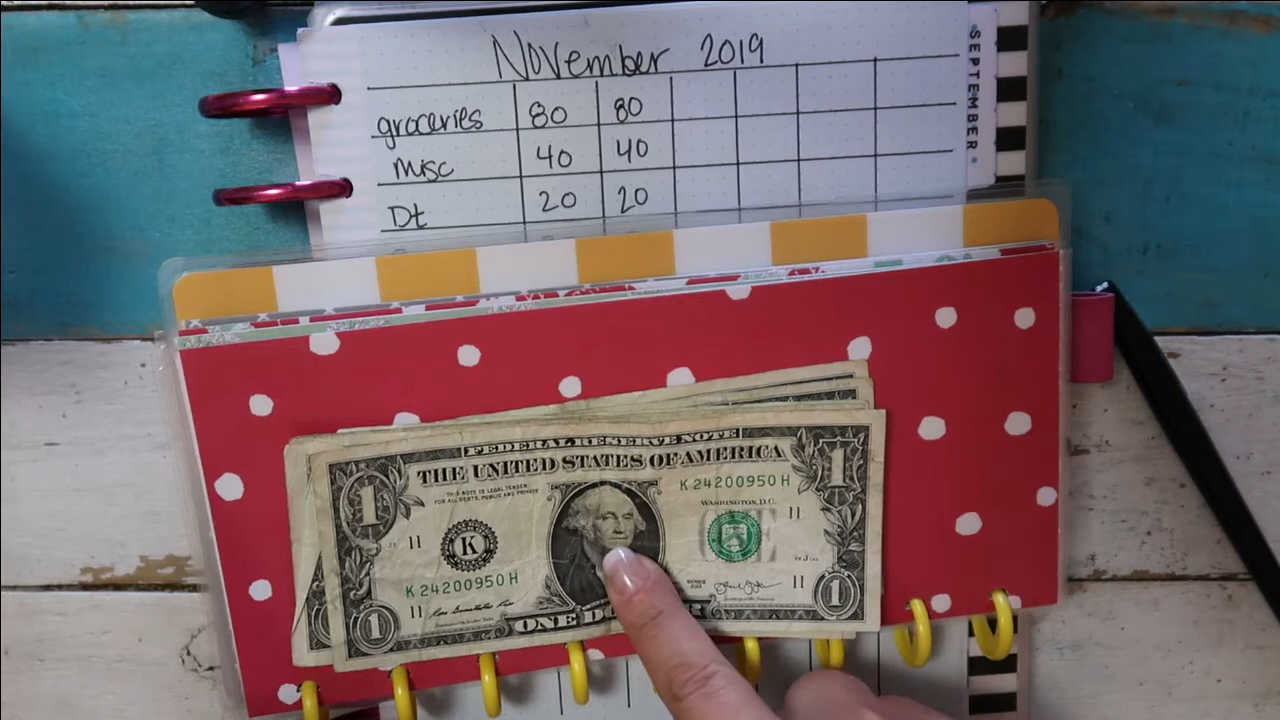 November 2019
SEPTEMBER
groceries 80 80
Misc 40 40
Dt 20 20
FEDERAL RESERVE NOTE
THE UNITED STATES OF AMERICA
1 1
THIS NOTE IS LEGAL TENDER
FOR ALL DEBTS, PUBLIC AND PRIVATE
K 24200950 H
WASHINGTON, D.C.
11 11
K
K 24200950 H
11 11
SERIES
1 1
ONE D